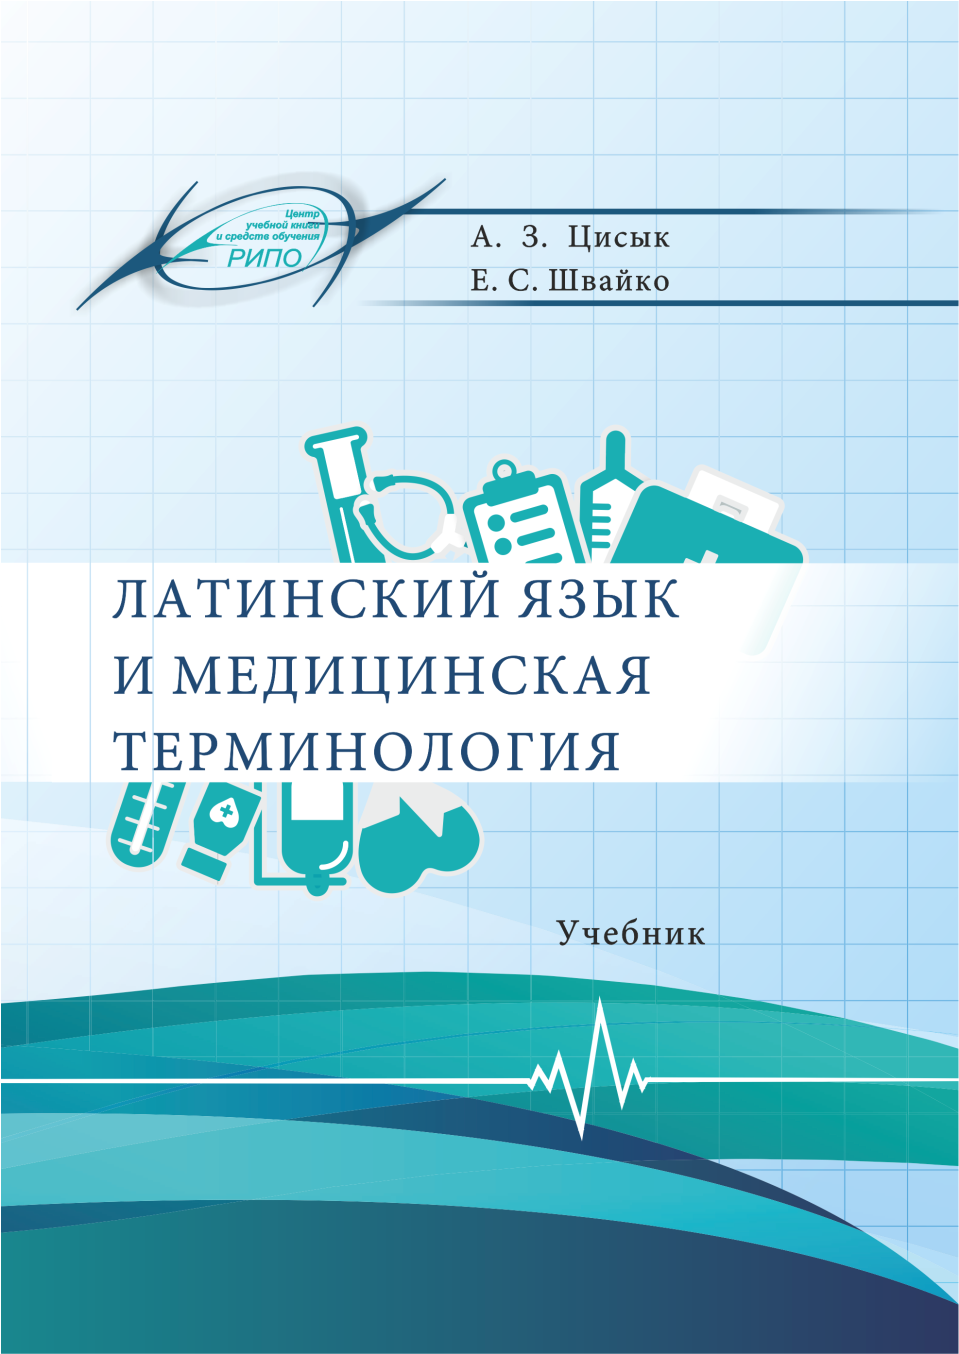 Центр
учебной книги
и средств обучения
РИПО
А. З. Цисык
Е. С. Швайко
ЛАТИНСКИЙ ЯЗЫК
И МЕДИЦИНСКАЯ
ТЕРМИНОЛОГИЯ
Учебник